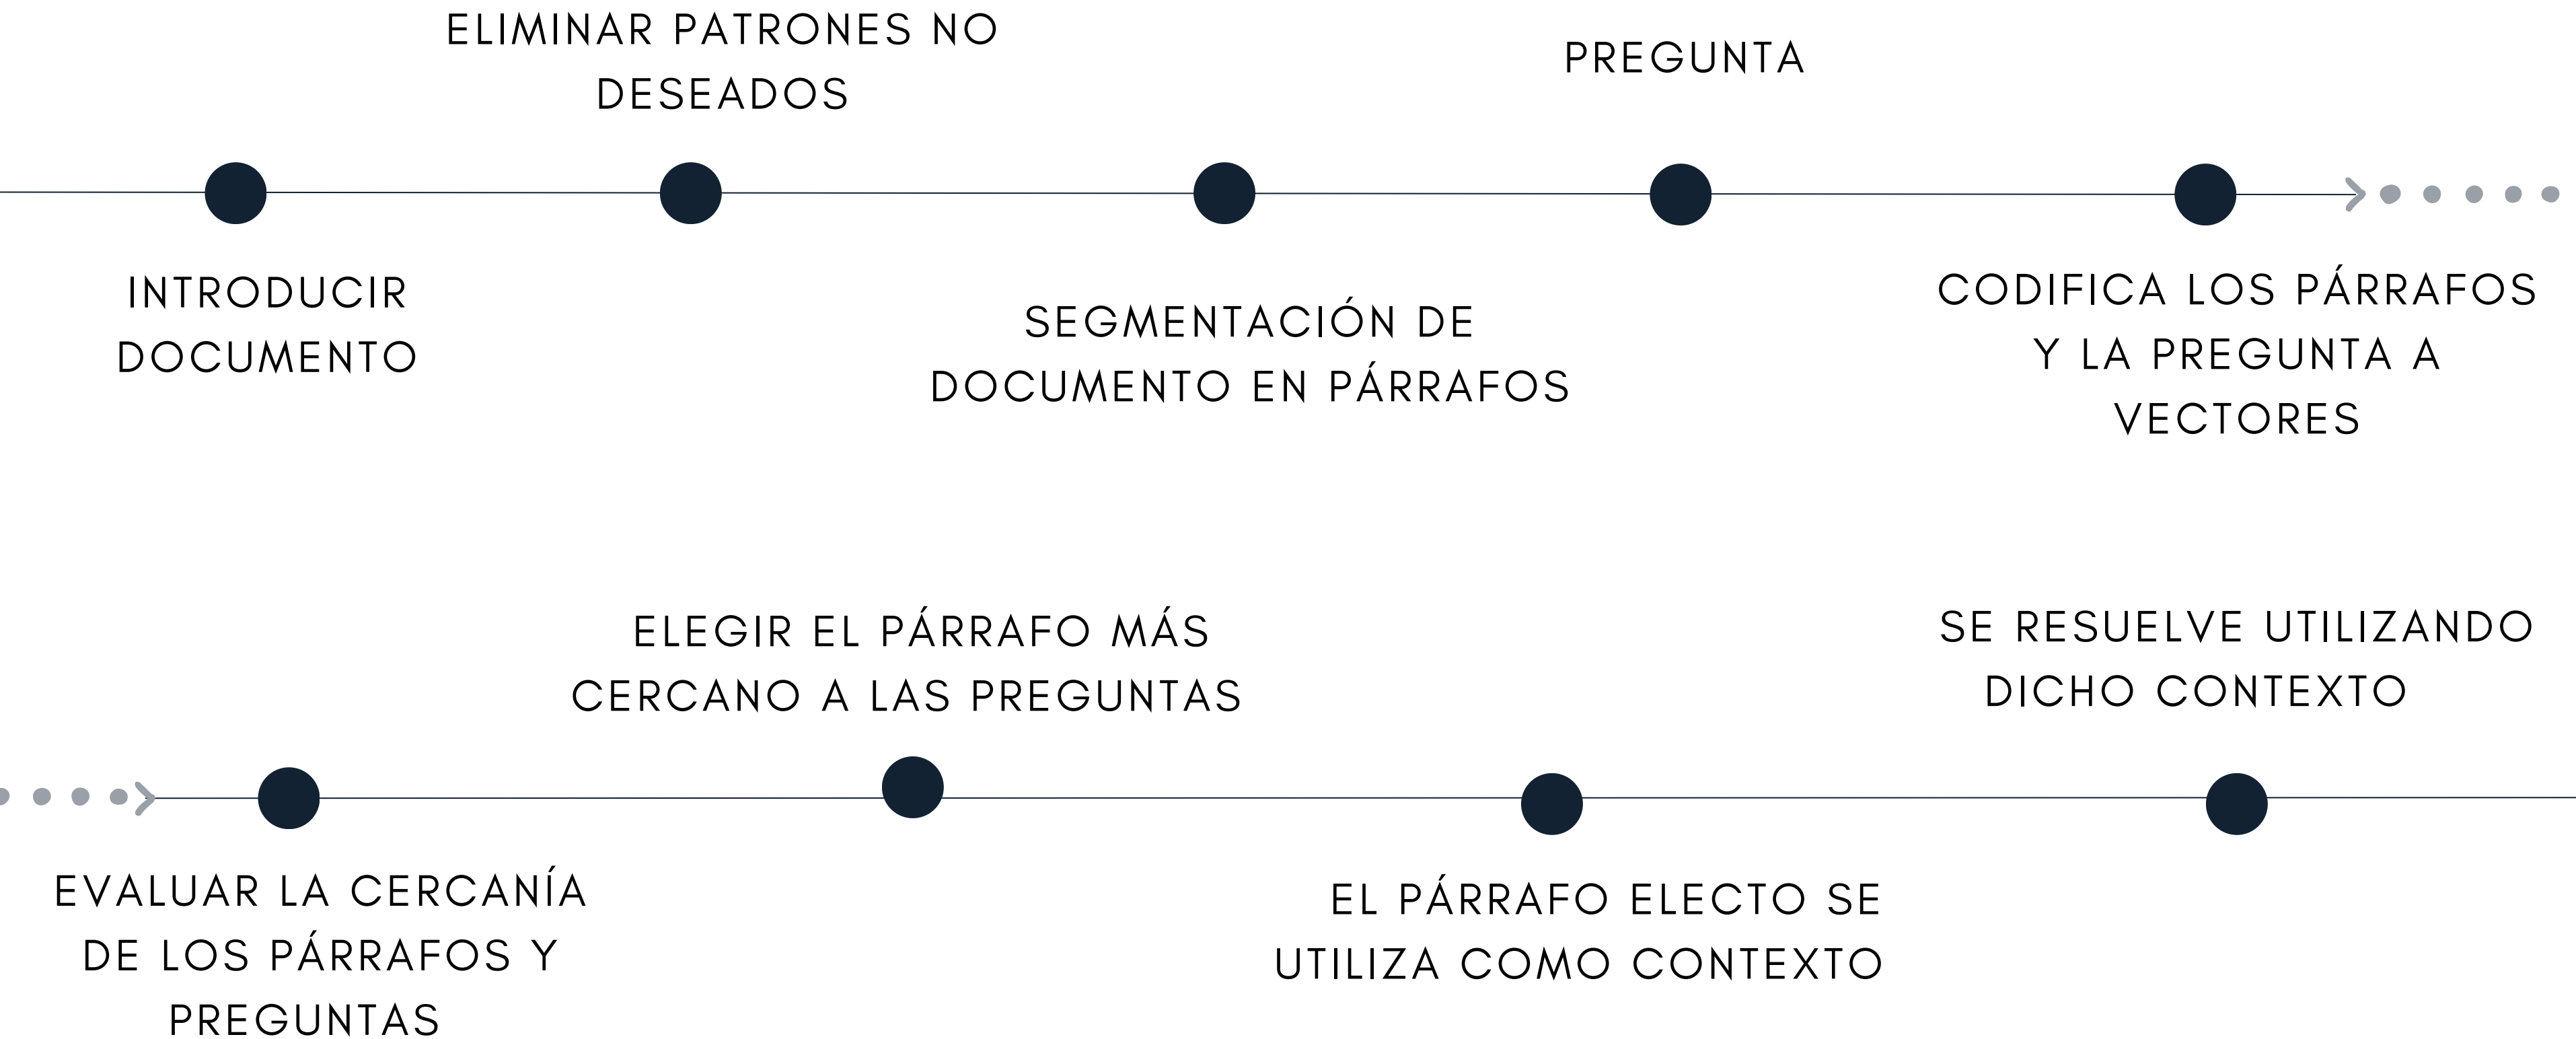 INTRODUCIR
DOCUMENTO
ELIMINAR PATRONES NO
DESEADOS
SEGMENTACIÓN DE
DOCUMENTO EN PÁRRAFOS
PREGUNTA
CODIFICA LOS PÁRRAFOS
Y LA PREGUNTA A
VECTORES
EVALUAR LA CERCANÍA
DE LOS PÁRRAFOS Y
PREGUNTAS
ELEGIR EL PÁRRAFO MÁS
CERCANO A LAS PREGUNTAS
EL PÁRRAFO ELECTO SE
UTILIZA COMO CONTEXTO
SE RESUELVE UTILIZANDO
DICHO CONTEXTO